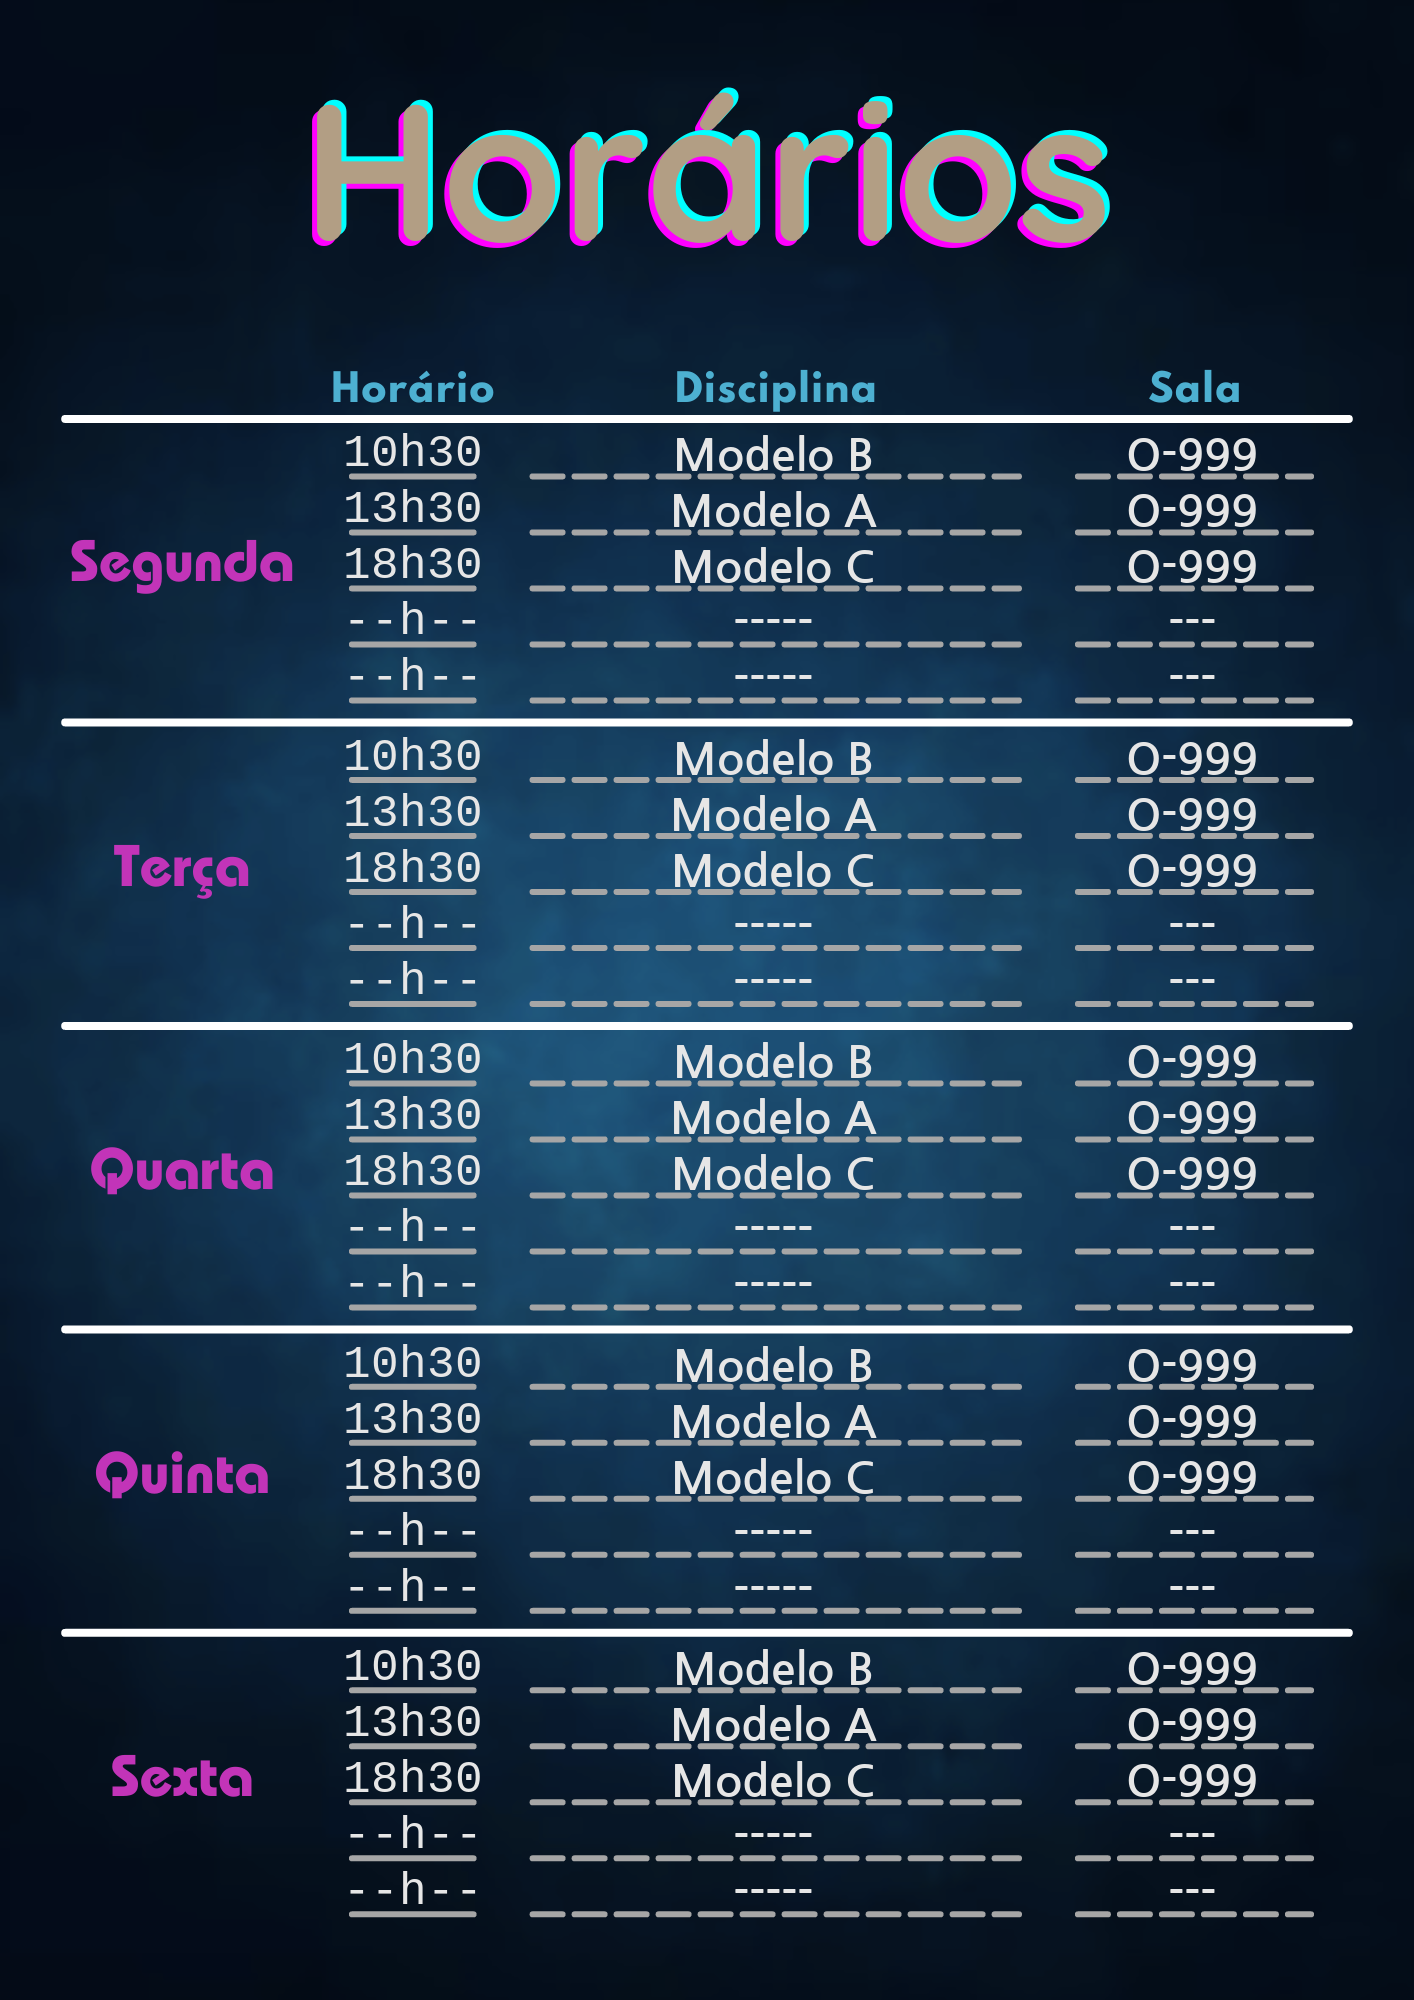 Horários
Horário Disciplina Sala
Segunda
10h30 Modelo B O-999
13h30 Modelo A O-999
18h30 Modelo C O-999
--h-- ----- ---
--h-- ----- ---
Terça
10h30 Modelo B O-999
13h30 Modelo A O-999
18h30 Modelo C O-999
--h-- ----- ---
--h-- ----- ---
Quarta
10h30 Modelo B O-999
13h30 Modelo A O-999
18h30 Modelo C O-999
--h-- ----- ---
--h-- ----- ---
Quinta
10h30 Modelo B O-999
13h30 Modelo A O-999
18h30 Modelo C O-999
--h-- ----- ---
--h-- ----- ---
Sexta
10h30 Modelo B O-999
13h30 Modelo A O-999
18h30 Modelo C O-999
--h-- ----- ---
--h-- ----- ---